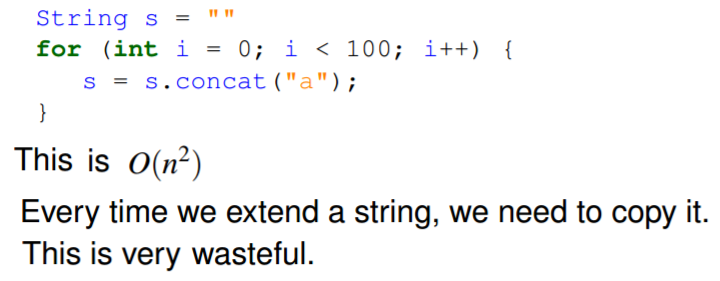 String s = ""
for (int i = 0; i < 100; i++) {
s = s.concat("a");
}
This is O(n²)
Every time we extend a string, we need to copy it.
This is very wasteful.